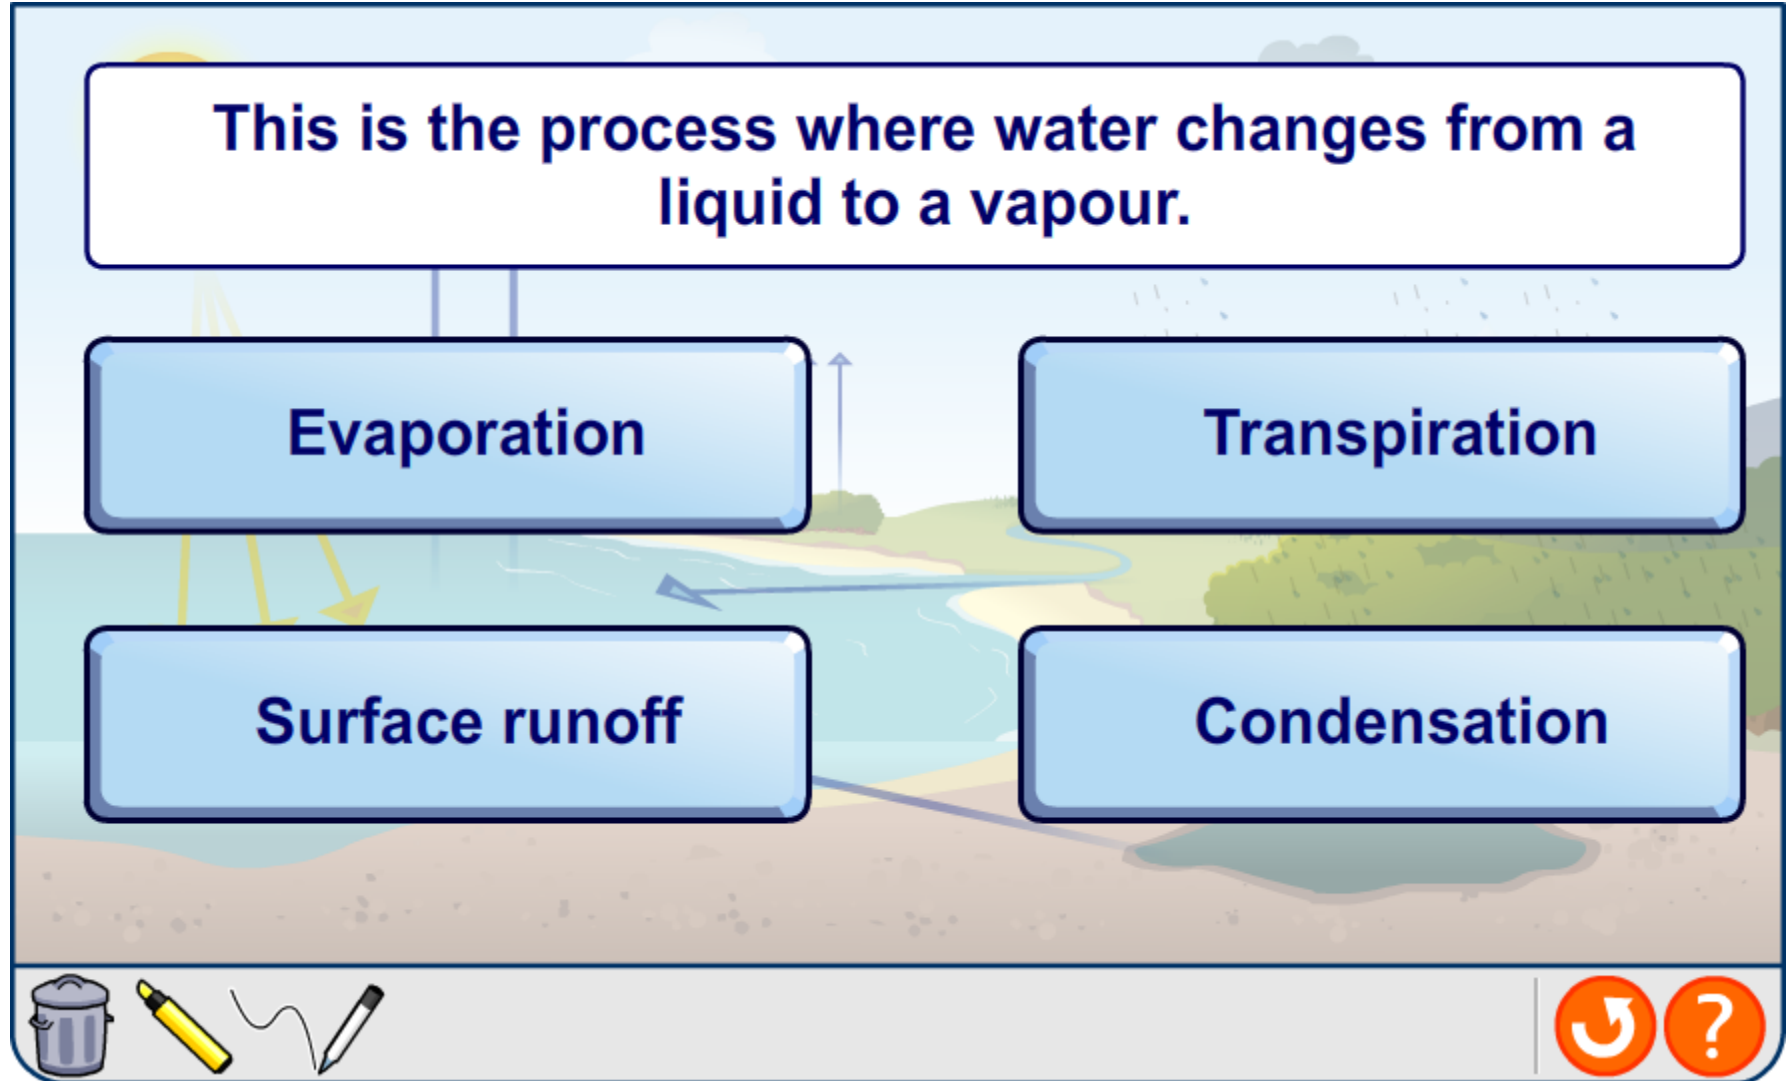 This is the process where water changes from a
liquid to a vapour.
Evaporation
Transpiration
Surface runoff
Condensation
?